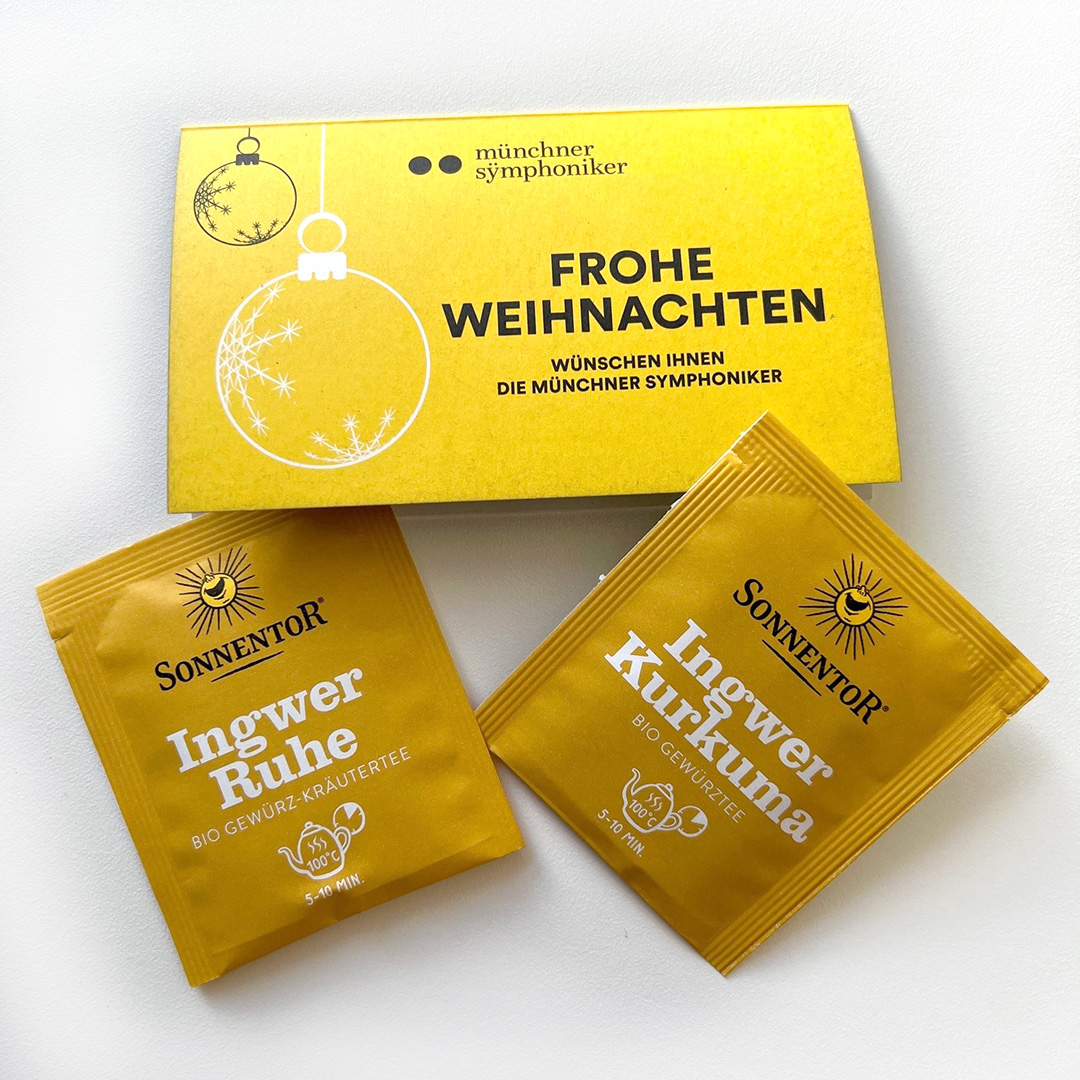 münchner
sÿmphoniker
FROHE
WEIHNACHTEN
WÜNSCHEN IHNEN
DIE MÜNCHNER SYMPHONIKER
SONNENTOR®
Ingwer
Ruhe
BIO GEWÜRZ-KRÄUTERTEE
100°C
5-10 MIN.
SONNENTOR®
Ingwer
Kurkuma
BIO GEWÜRZTEE
100°C
5-10 MIN.